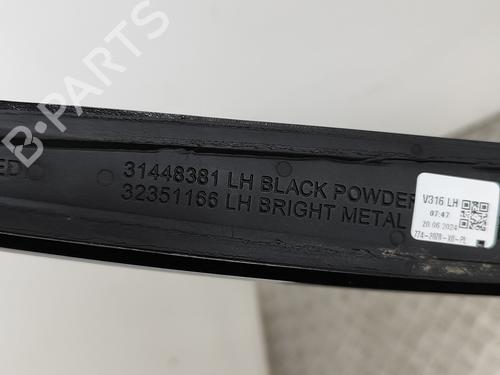 B-PARTS
ED
31448381 LH BLACK POWDER
32351166 LH BRIGHT METAL
V316 LH
07:47
20.06.2024